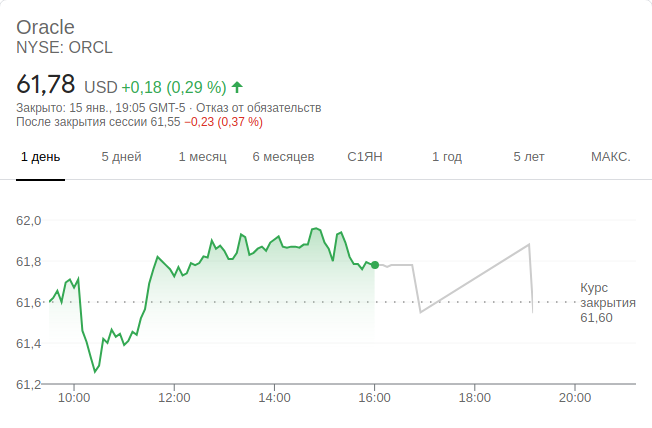 Oracle
NYSE: ORCL
61,78 USD +0,18 (0,29 %)
Закрыто: 15 янв., 19:05 GMT-5 · Отказ от обязательств
После закрытия сессии 61,55 −0,23 (0,37 %)
1 день 5 дней 1 месяц 6 месяцев С1ЯН 1 год 5 лет МАКС.
62,0
61,8
61,6
61,4
61,2
Курс
закрытия
61,60
10:00 12:00 14:00 16:00 18:00 20:00